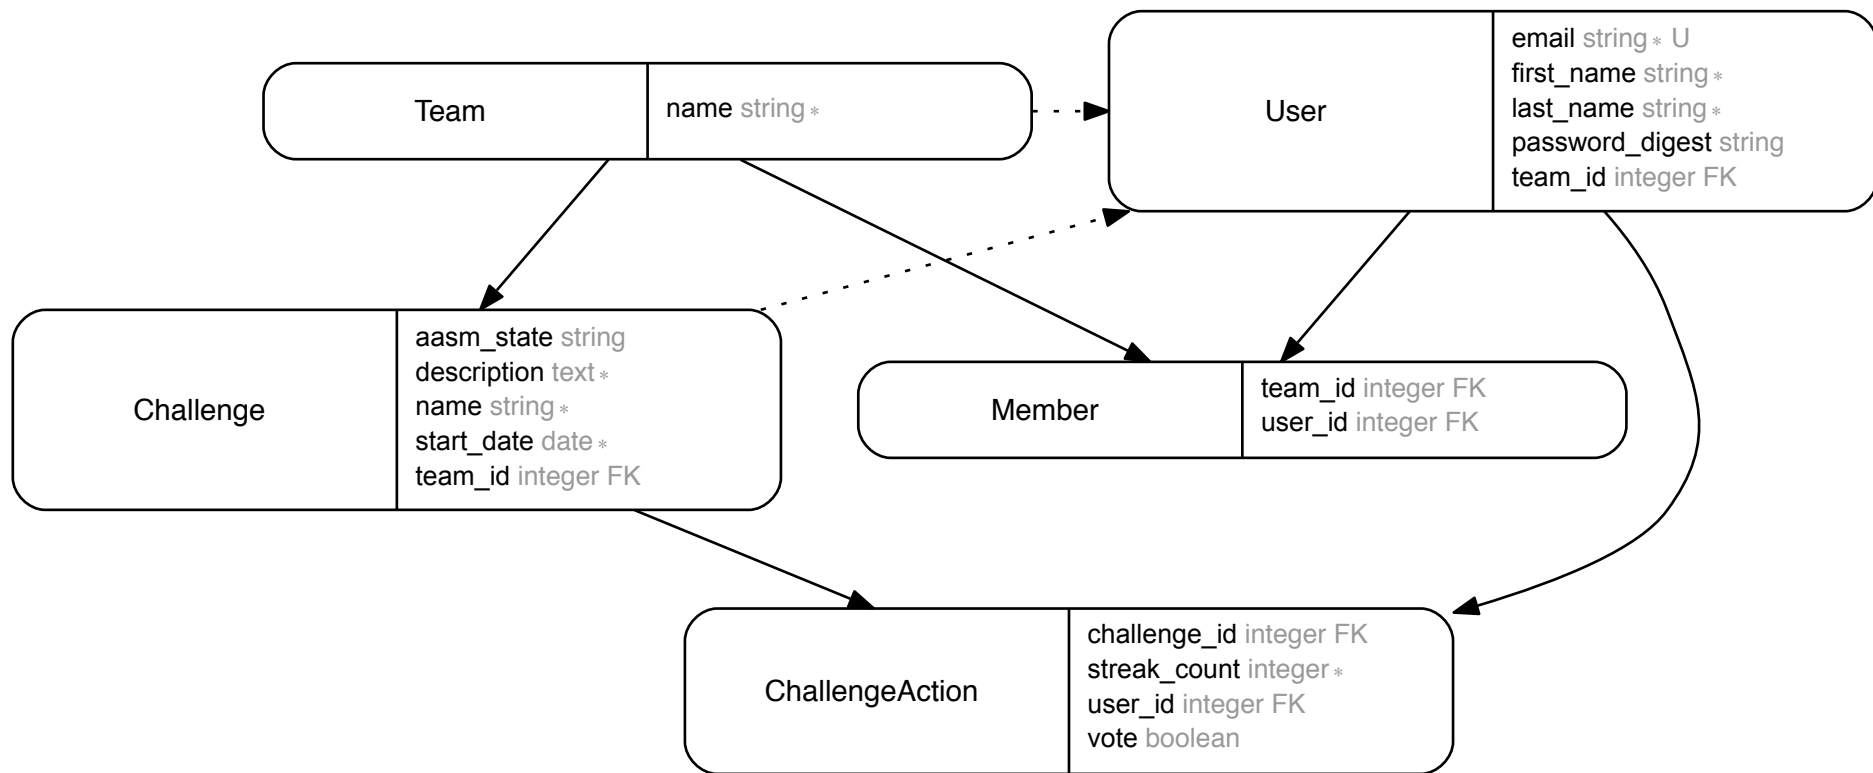 Team
name string *
User
email string * U
first_name string *
last_name string *
password_digest string
team_id integer FK
Challenge
aasm_state string
description text *
name string *
start_date date *
team_id integer FK
Member
team_id integer FK
user_id integer FK
ChallengeAction
challenge_id integer FK
streak_count integer *
user_id integer FK
vote boolean